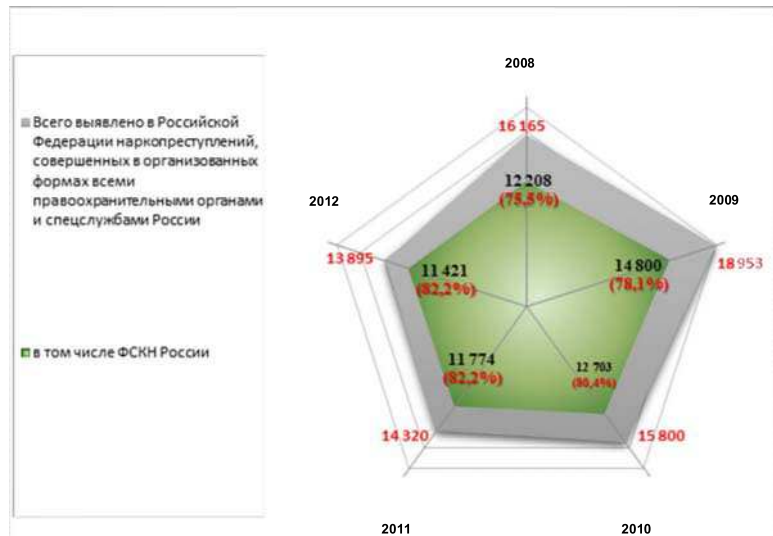 Всего выявлено в Российской
Федерации наркопреступлений,
совершенных в организованных
формах всеми
правоохранительными органами
и спецслужбами России
в том числе ФСКН России
2008
16 165
12 208
(75,5%)
2009
18 953
14 800
(78,1%)
2012
13 895
11 421
(82,2%)
11 774
(82,2%)
12 703
(80,4%)
14 320
15 800
2011
2010